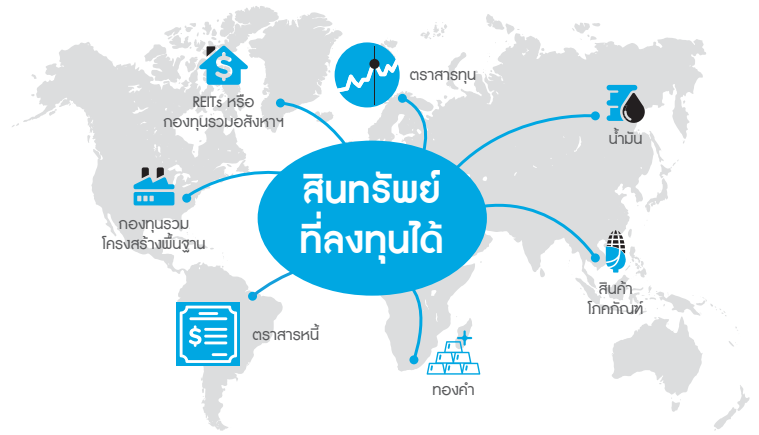 ตราสารทุน
REITs หรือ
กองทุนรวมอสังหาฯ
น้ำมัน
สินทรัพย์
ที่ลงทุนได้
กองทุนรวม
โครงสร้างพื้นฐาน
สินค้า
โภคภัณฑ์
ตราสารหนี้
ทองคำ